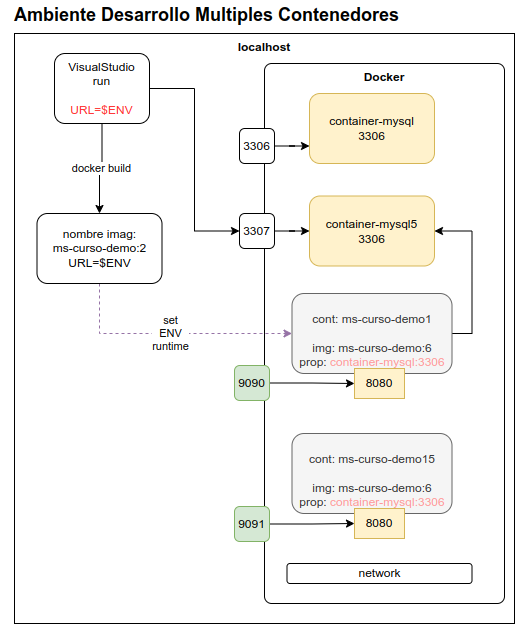 Ambiente Desarrollo Multiples Contenedores
localhost
VisualStudio
run
URL=$ENV
Docker
container-mysql
3306
3306
docker build
nombre imag:
ms-curso-demo:2
URL=$ENV
3307
container-mysql5
3306
set
ENV
runtime
cont: ms-curso-demo1
img: ms-curso-demo:6
prop: container-mysql:3306
9090
8080
cont: ms-curso-demo15
img: ms-curso-demo:6
prop: container-mysql:3306
9091
8080
network